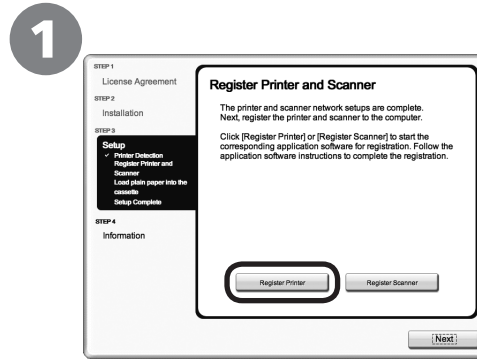 1
STEP 1
License Agreement
STEP 2
Installation
STEP 3
Setup
✓ Printer Detection
Register Printer and
Scanner
Load plain paper into the
cassette
Setup Complete
STEP 4
Information
Register Printer and Scanner
The printer and scanner network setups are complete.
Next, register the printer and scanner to the computer.
Click [Register Printer] or [Register Scanner] to start the
corresponding application software for registration. Follow the
application software instructions to complete the registration.
Register Printer
Register Scanner
Next